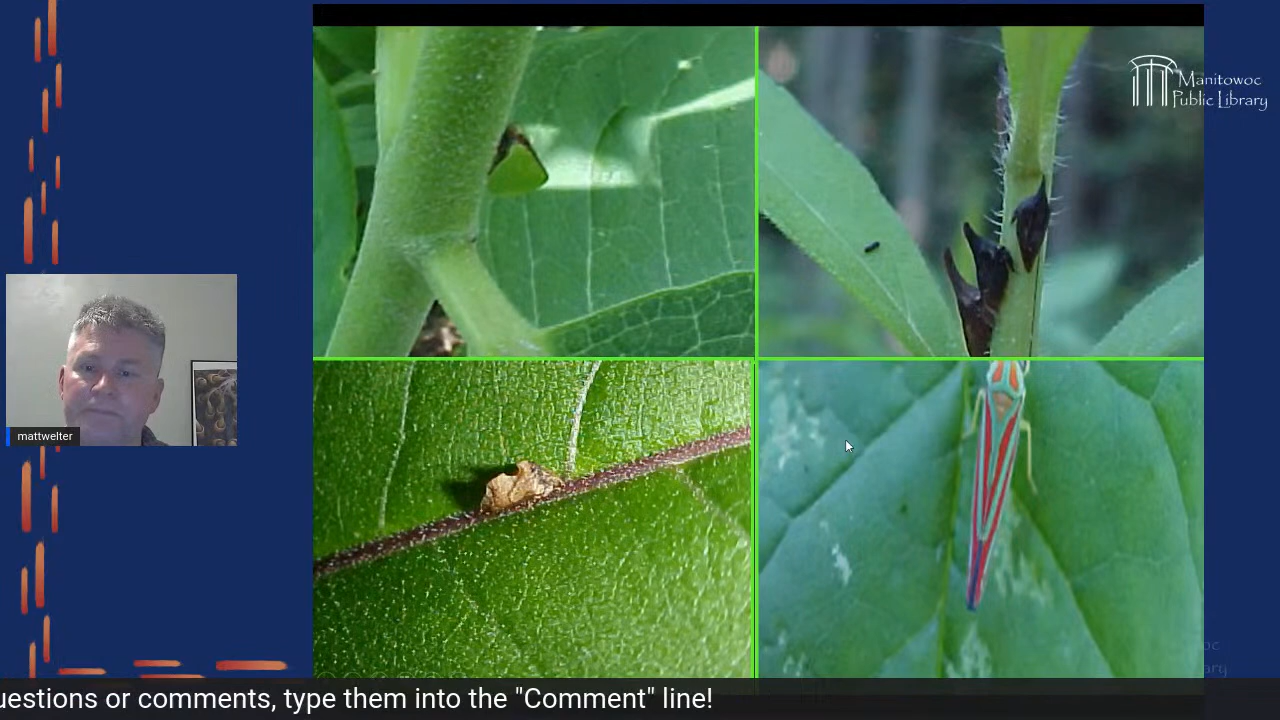 Manitowoc
Public Library
mattwelter
uestions or comments, type them into the "Comment" line!